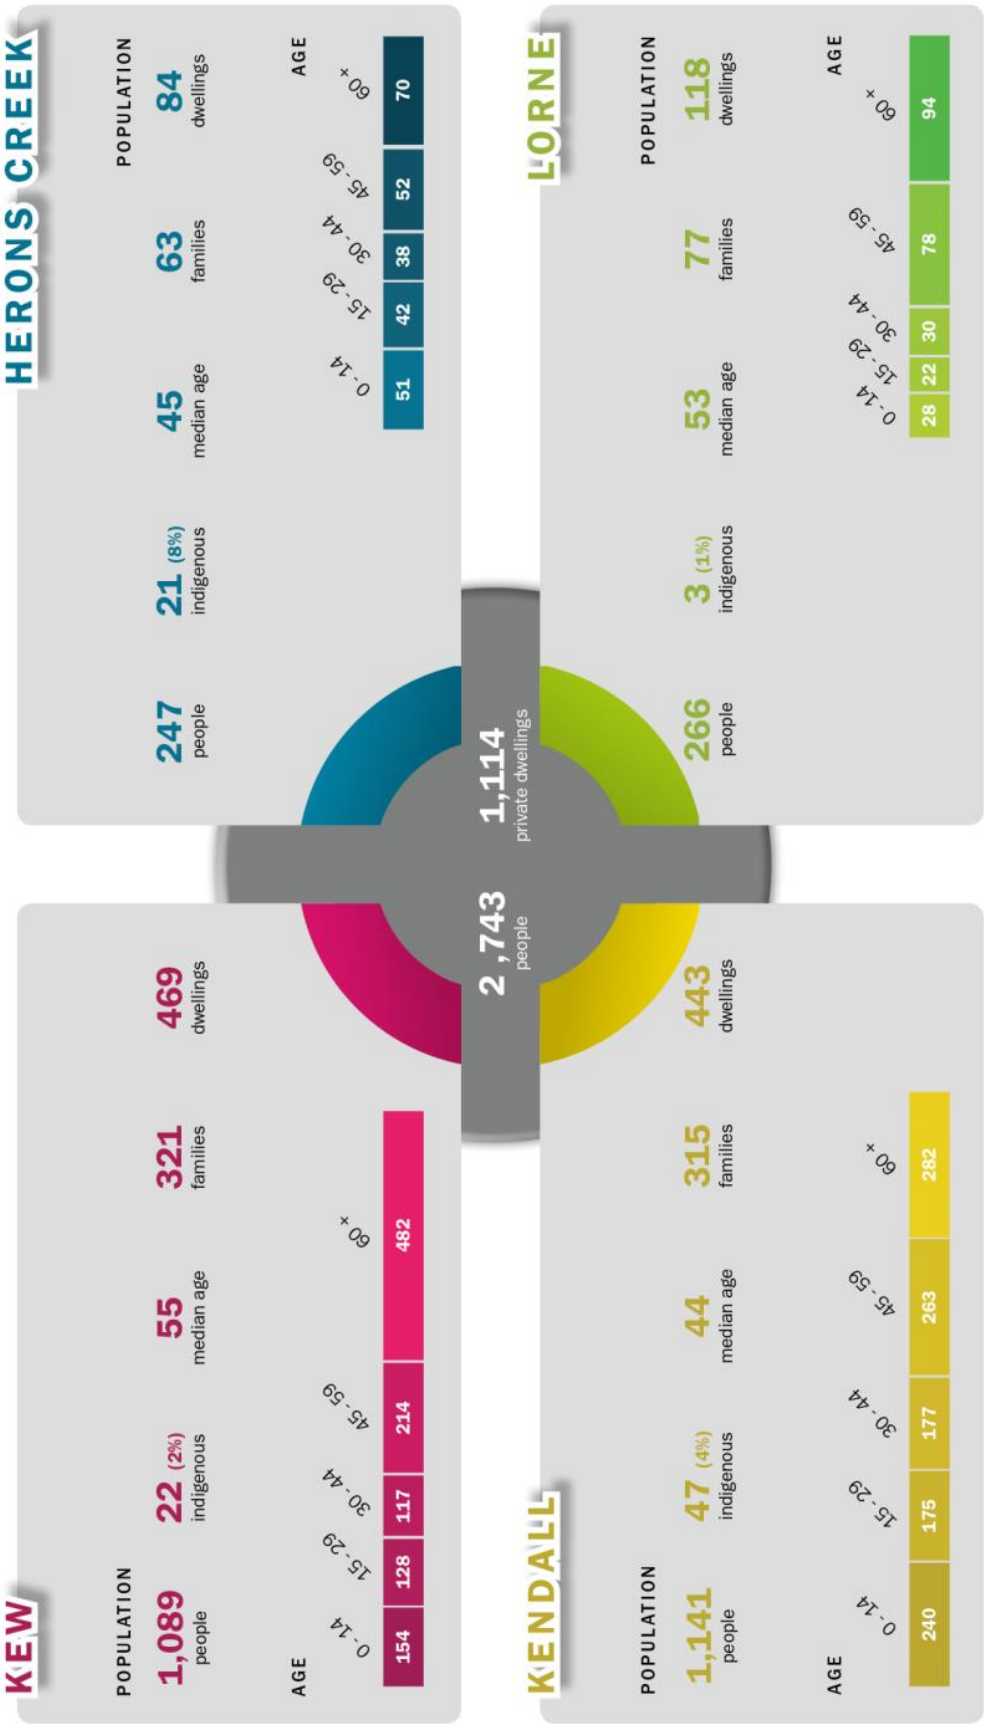 KEW
POPULATION
1,089 22 (2%) 55 321 469
people indigenous median age families dwellings
AGE
0 - 14 15 - 29 30 - 44 45 - 59 60 +
154 128 117 214 482
HERONS CREEK
POPULATION
247 21 (8%) 45 63 84
people indigenous median age families dwellings
AGE
0 - 14 15 - 29 30 - 44 45 - 59 60 +
51 42 38 52 70
2 ,743 1,114
people private dwellings
KENDALL
POPULATION
1,141 47 (4%) 44 315 443
people indigenous median age families dwellings
AGE
0 - 14 15 - 29 30 - 44 45 - 59 60 +
240 175 177 263 282
LORNE
POPULATION
266 3 (1%) 53 77 118
people indigenous median age families dwellings
AGE
0 - 14 15 - 29 30 - 44 45 - 59 60 +
28 22 30 78 94